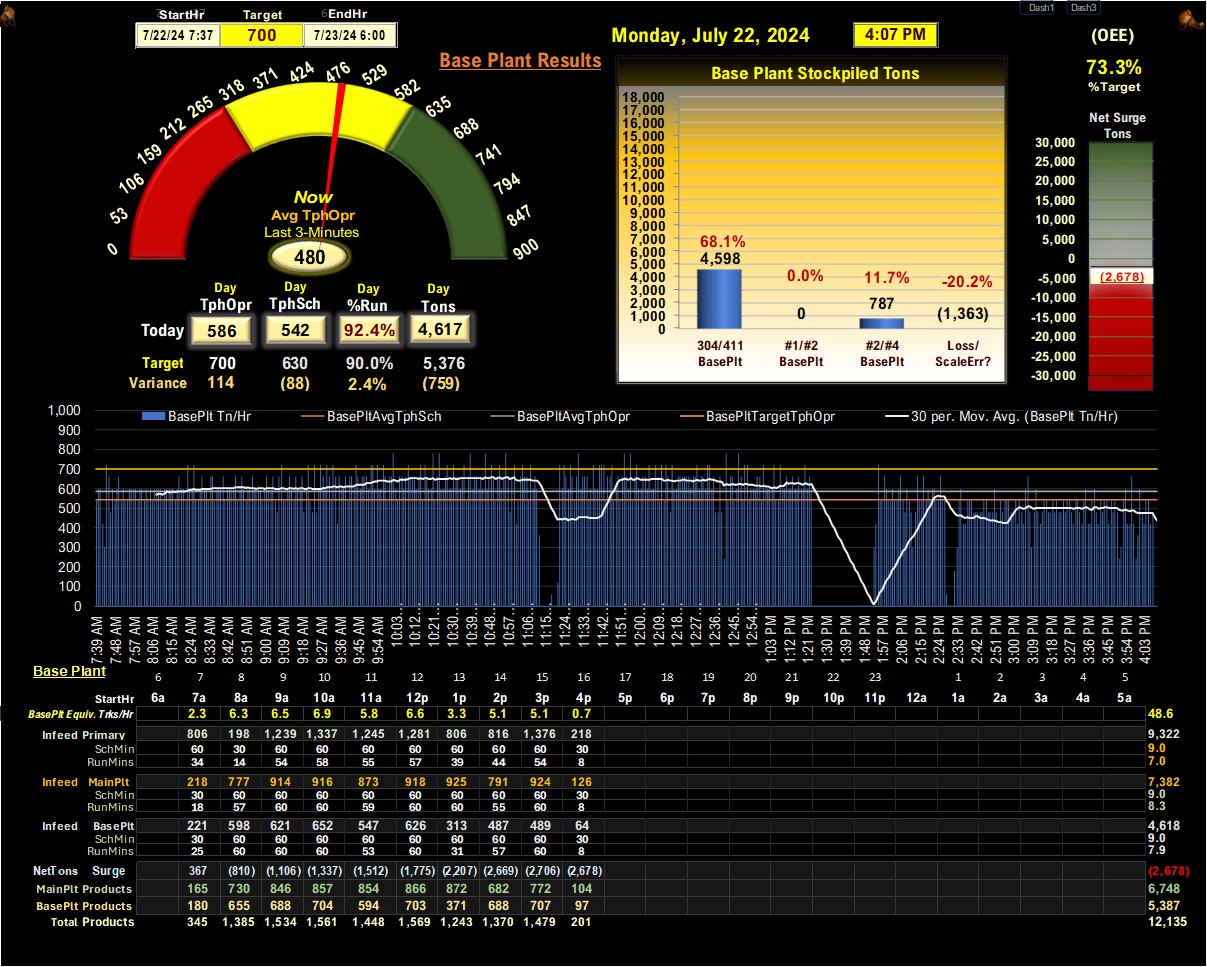 Dash1 Dash3
StartHr Target EndHr
7/22/24 7:37 700 7/23/24 6:00
Monday, July 22, 2024 4:07 PM
(OEE)
73.3%
%Target
Base Plant Results
0 53 106 159 212 265 318 371 424 476 529 582 635 688 741 794 847 900
Now
Avg TphOpr
Last 3-Minutes
480
Day Day Day Day
TphOpr TphSch %Run Tons
Today 586 542 92.4% 4,617
Target 700 630 90.0% 5,376
Variance 114 (88) 2.4% (759)
Base Plant Stockpiled Tons
18,000
17,000
16,000
15,000
14,000
13,000
12,000
11,000
10,000
9,000
8,000
7,000
6,000
5,000
4,000
3,000
2,000
1,000
0
68.1% 0.0% 11.7% -20.2%
4,598 0 787 (1,363)
304/411 #1/#2 #2/#4 Loss/
BasePlt BasePlt BasePlt ScaleErr?
Net Surge
Tons
30,000
25,000
20,000
15,000
10,000
5,000
0
-5,000
-10,000
-15,000
-20,000
-25,000
-30,000
(2,678)
BasePlt Tn/Hr BasePltAvgTphSch BasePltAvgTphOpr BasePltTargetTphOpr 30 per. Mov. Avg. (BasePlt Tn/Hr)
1,000
900
800
700
600
500
400
300
200
100
0
7:39 AM 7:48 AM 7:57 AM 8:06 AM 8:15 AM 8:24 AM 8:33 AM 8:42 AM 8:51 AM 9:00 AM 9:09 AM 9:18 AM 9:27 AM 9:36 AM 9:45 AM 9:54 AM 10:03... 10:12... 10:21... 10:30... 10:39... 10:48... 10:57... 11:06... 11:15... 11:24... 11:33... 11:42... 11:51... 12:00... 12:09... 12:18... 12:27... 12:36... 12:45... 12:54... 1:03 PM 1:12 PM 1:21 PM 1:30 PM 1:39 PM 1:48 PM 1:57 PM 2:06 PM 2:15 PM 2:24 PM 2:33 PM 2:42 PM 2:51 PM 3:00 PM 3:09 PM 3:18 PM 3:27 PM 3:36 PM 3:45 PM 3:54 PM 4:03 PM
Base Plant
6 7 8 9 10 11 12 13 14 15 16 17 18 19 20 21 22 23 1 2 3 4 5
StartHr 6a 7a 8a 9a 10a 11a 12p 1p 2p 3p 4p 5p 6p 7p 8p 9p 10p 11p 1a 2a 3a 4a 5a
BasePlt Equiv. Trks/Hr 2.3 6.3 6.5 6.9 5.8 6.6 3.3 5.1 5.1 0.7 48.6
Infeed Primary 806 198 1,239 1,337 1,245 1,281 806 816 1,376 218 9,322
SchMin 60 30 60 60 60 60 60 60 60 30 9.0
RunMins 34 14 54 58 55 57 39 44 54 8 7.0
Infeed MainPlt 218 777 914 916 873 918 925 791 924 126 7,382
SchMin 30 60 60 60 60 60 60 60 60 30 9.0
RunMins 18 57 60 60 59 60 60 55 60 8 8.3
Infeed BasePlt 221 598 621 652 547 626 313 487 489 64 4,618
SchMin 30 60 60 60 60 60 60 60 60 30 9.0
RunMins 25 60 60 60 53 60 31 57 60 8 7.9
NetTons Surge 367 (810) (1,106) (1,337) (1,512) (1,775) (2,207) (2,669) (2,706) (2,678) (2,678)
MainPlt Products 165 730 846 857 854 866 872 682 772 104 6,748
BasePlt Products 180 655 688 704 594 703 371 688 707 97 5,387
Total Products 345 1,385 1,534 1,561 1,448 1,569 1,243 1,370 1,479 201 12,135